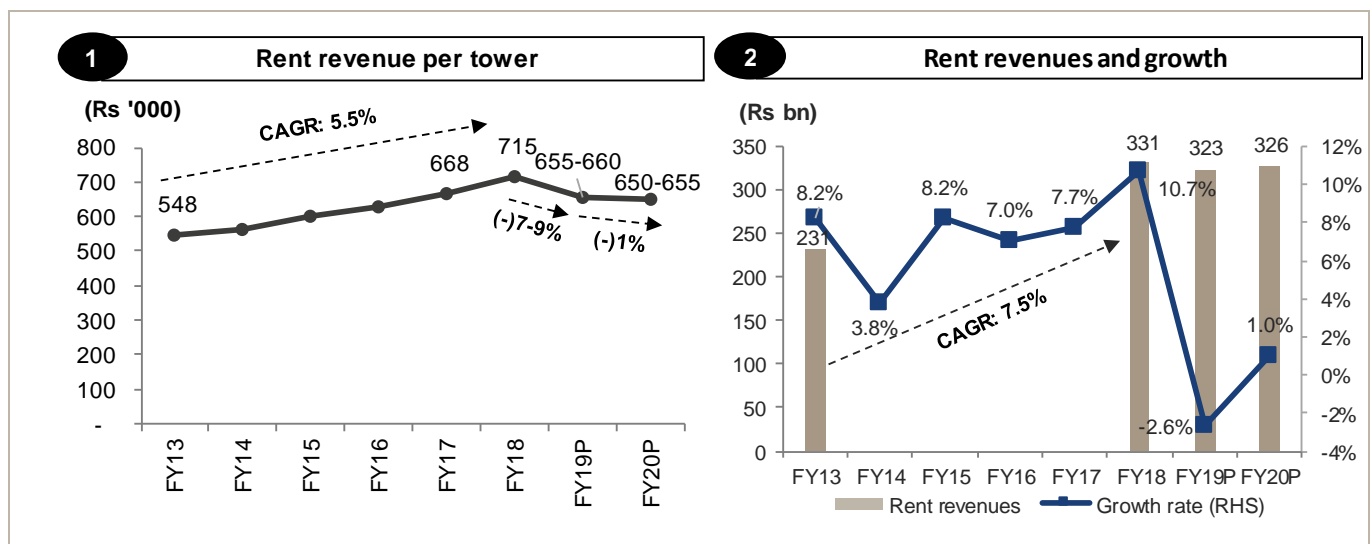 1
Rent revenue per tower
(Rs '000)
CAGR: 5.5%
800
700
600
500
400
300
200
100
-
548
668
715
655-660
650-655
(-)7-9%
(-)1%
FY13
FY14
FY15
FY16
FY17
FY18
FY19P
FY20P
2
Rent revenues and growth
(Rs bn)
350
300
250
200
150
100
50
0
331
323
326
231
8.2%
3.8%
8.2%
7.0%
7.7%
10.7%
-2.6%
1.0%
CAGR: 7.5%
12%
10%
8%
6%
4%
2%
0%
-2%
-4%
FY13 FY14 FY15 FY16 FY17 FY18 FY19P FY20P
Rent revenues Growth rate (RHS)